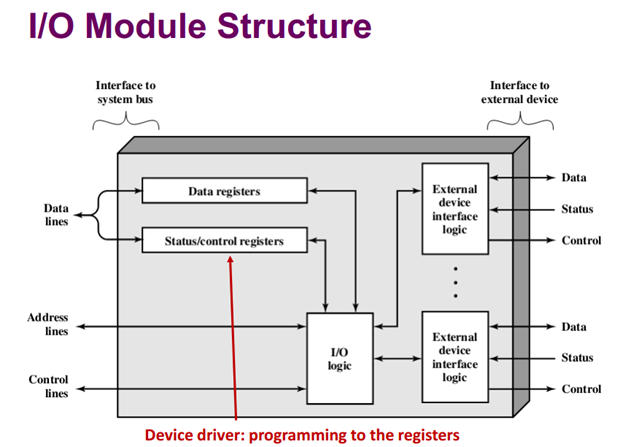 I/O Module Structure
Interface to
system bus
Interface to
external device
Data registers
Status/control registers
Data
lines
Address
lines
Control
lines
I/O
logic
External
device
interface
logic
Data
Status
Control
External
device
interface
logic
Data
Status
Control
Device driver: programming to the registers